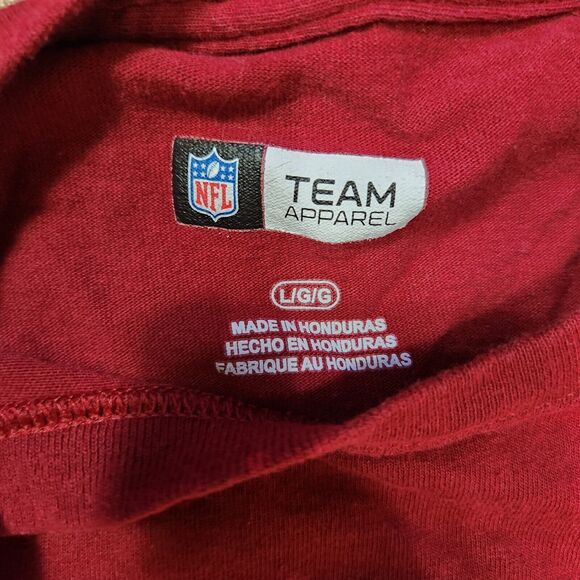 NFL
TEAM
APPAREL
L/G/G
MADE IN HONDURAS
HECHO EN HONDURAS
FABRIQUE AU HONDURAS